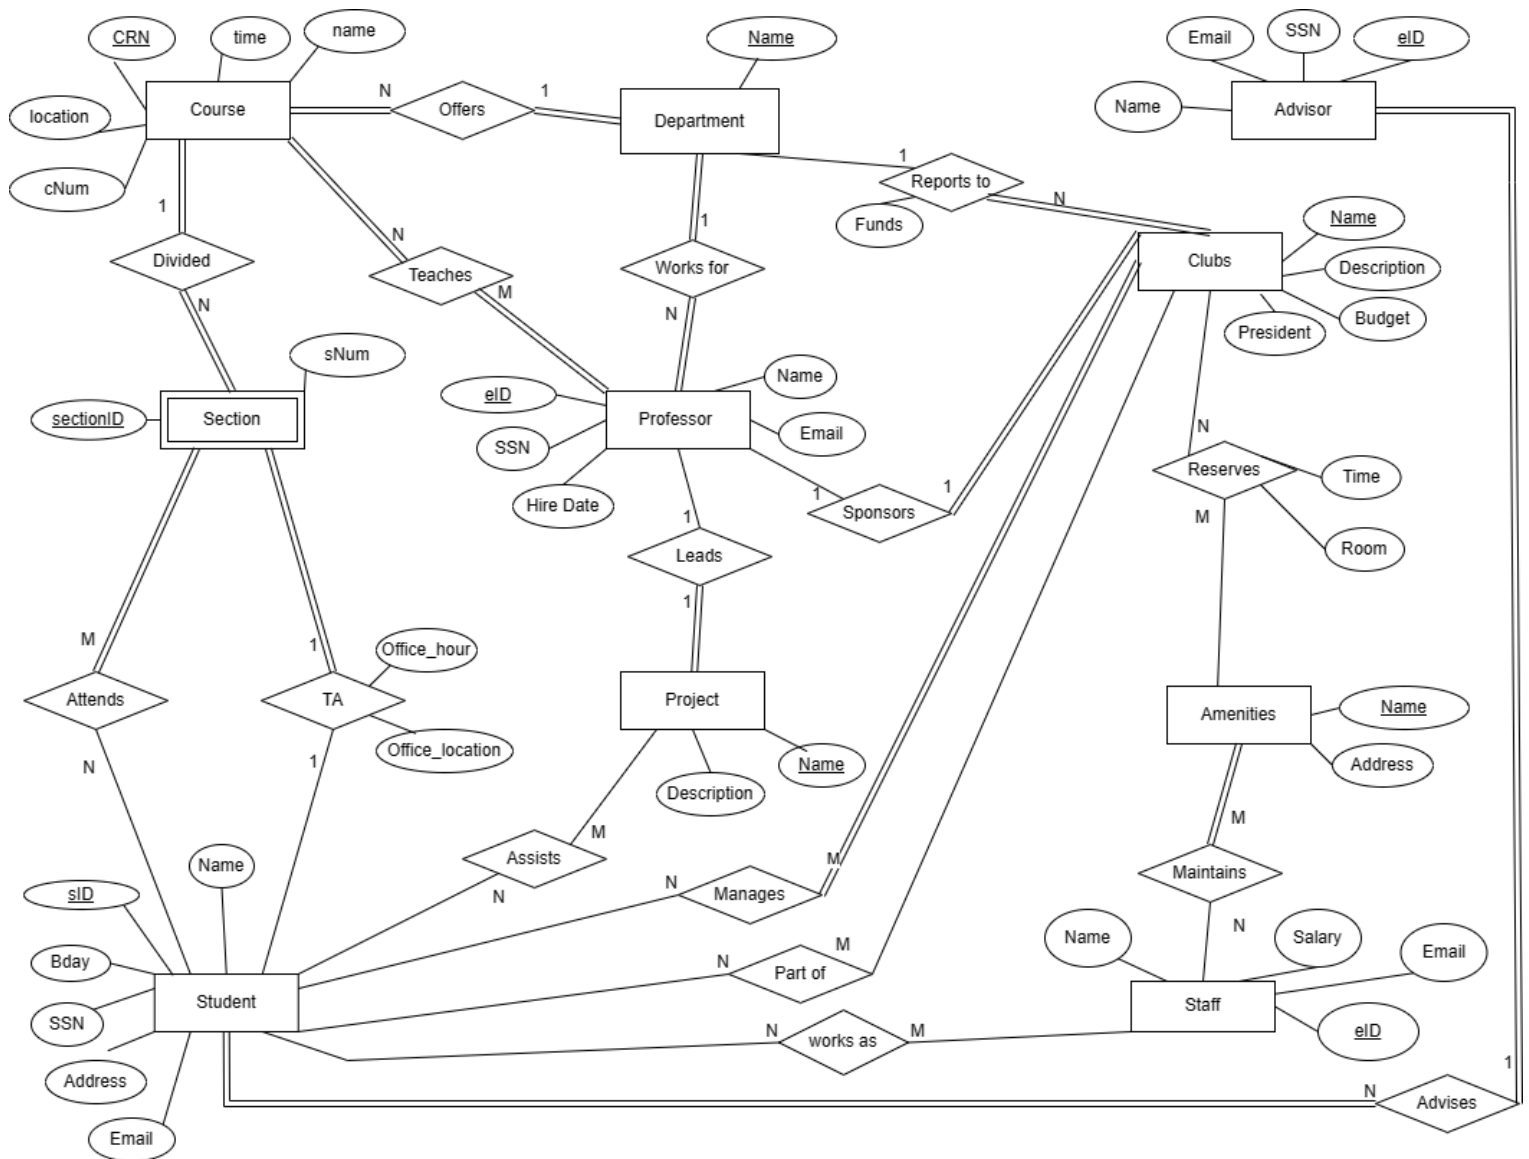 CRN
time
name
Name
Email
SSN
eID
location
Course
N
Offers
1
Department
Name
Advisor
cNum
1
Reports to
N
Funds
Name
1
Divided
N
N
Teaches
M
1
Works for
N
Clubs
Description
President
Budget
sNum
sectionID
Section
eID
Name
Professor
SSN
Email
Hire Date
1
Sponsors
1
N
Reserves
Time
M
Room
1
Leads
1
M
Attends
N
1
Office_hour
TA
1
Office_location
Project
Description
Name
Amenities
Name
Address
M
Assists
N
M
Maintains
N
N
Manages
M
Name
sID
Bday
SSN
Student
Address
Email
N
Part of
M
Name
Salary
Email
Staff
eID
N
works as
M
N
Advises
1